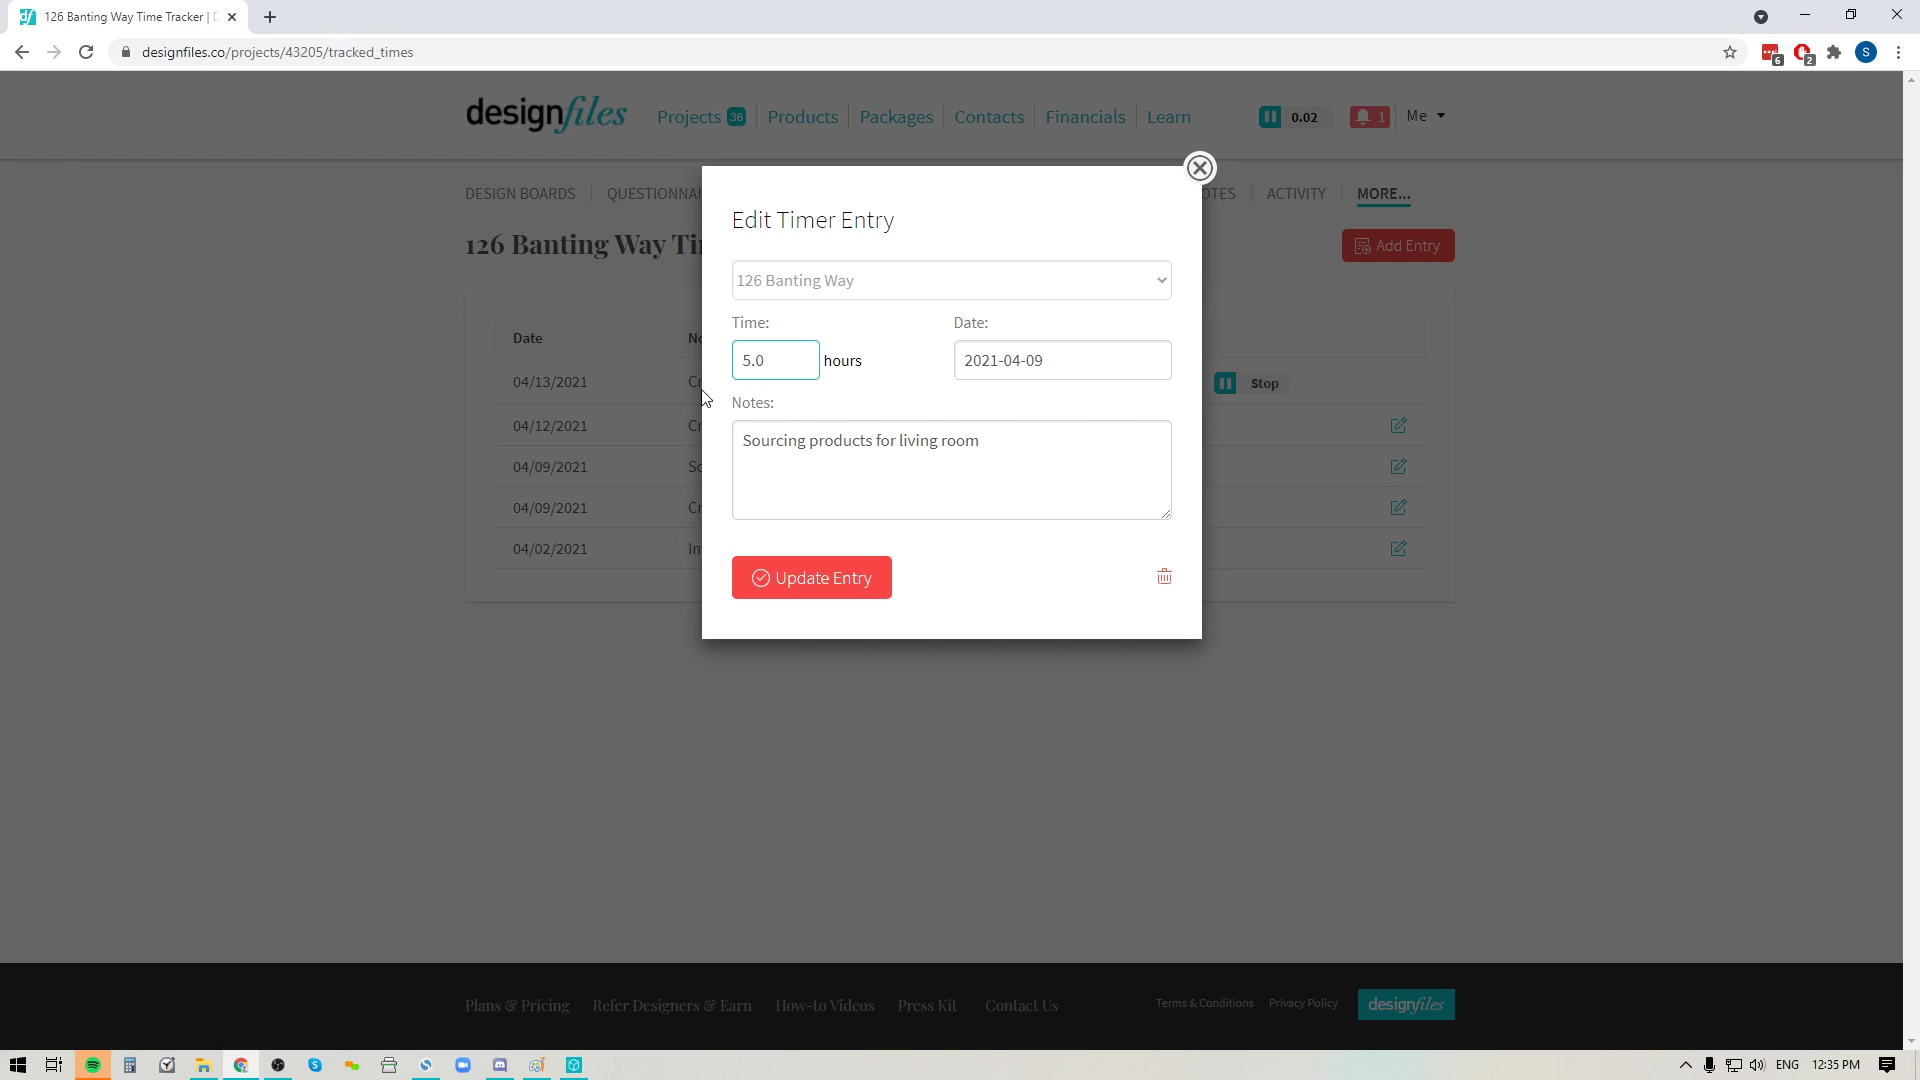 126 Banting Way Time Tracker |
designfiles.co/projects/43205/tracked_times
6
2
S
designfiles
Projects 36
Products
Packages
Contacts
Financials
Learn
0.02
1
Me
DESIGN BOARDS
ACTIVITY
MORE...
126 Banting Way
Add Entry
Edit Timer Entry
126 Banting Way
Time:
Date:
5.0 hours
2021-04-09
Notes:
Sourcing products for living room
Update Entry
Date
04/13/2021
Stop
04/12/2021
04/09/2021
04/09/2021
04/02/2021
Plans & Pricing
Refer Designers & Earn
How-to Videos
Press Kit
Contact Us
Terms & Conditions
Privacy Policy
designfiles
ENG
12:35 PM